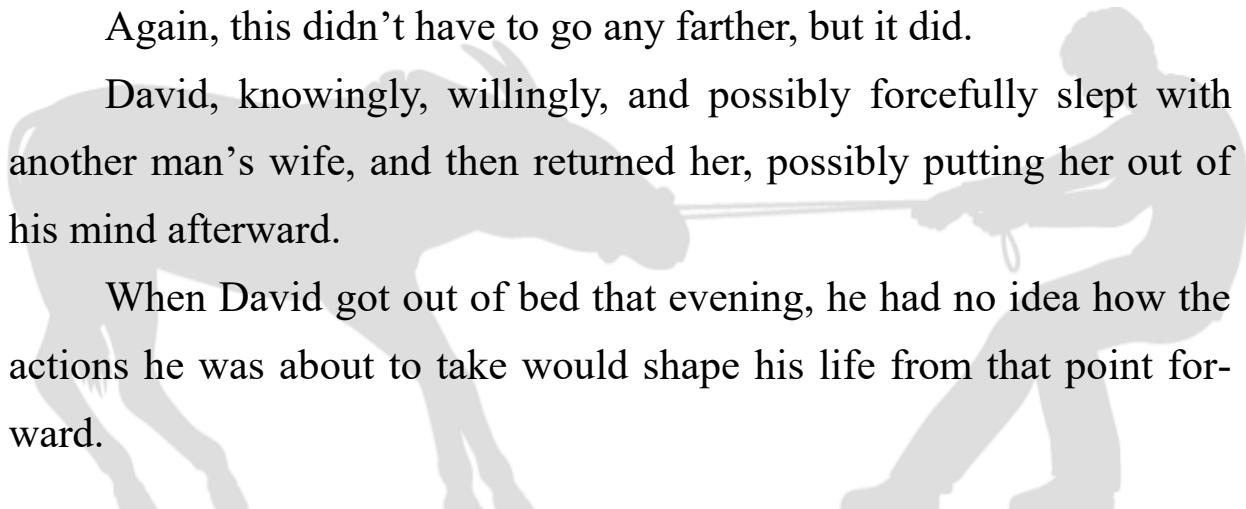 Again, this didn’t have to go any farther, but it did.
David, knowingly, willingly, and possibly forcefully slept with
another man’s wife, and then returned her, possibly putting her out of
his mind afterward.
When David got out of bed that evening, he had no idea how the
actions he was about to take would shape his life from that point for-
ward.